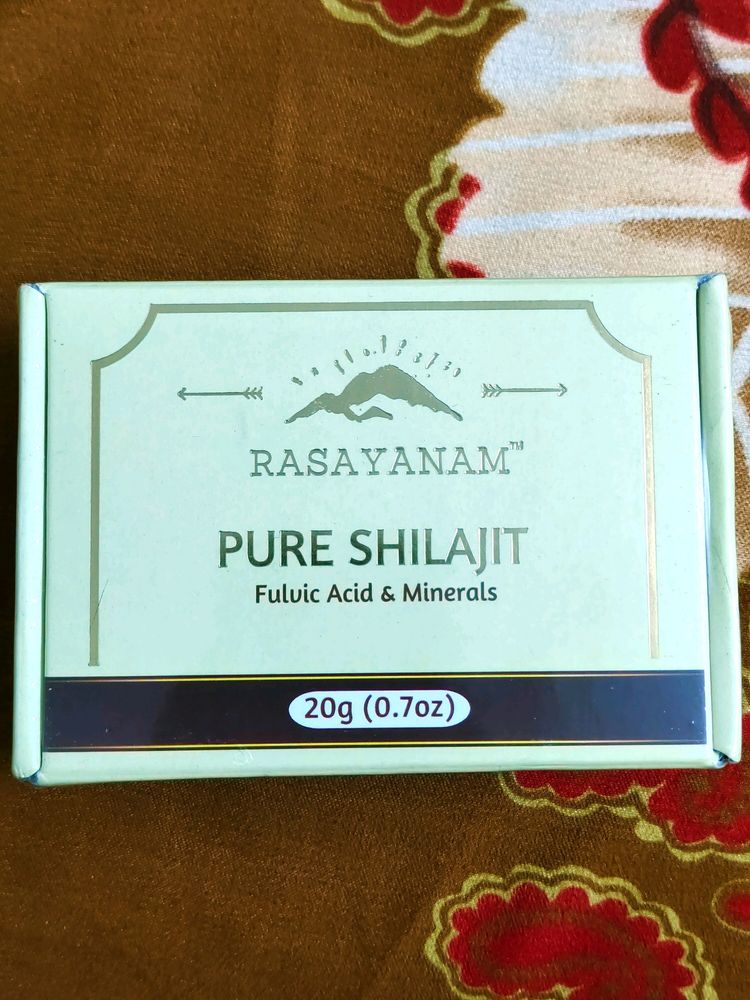 RASAYANAM™
PURE SHILAJIT
Fulvic Acid & Minerals
20g (0.7oz)